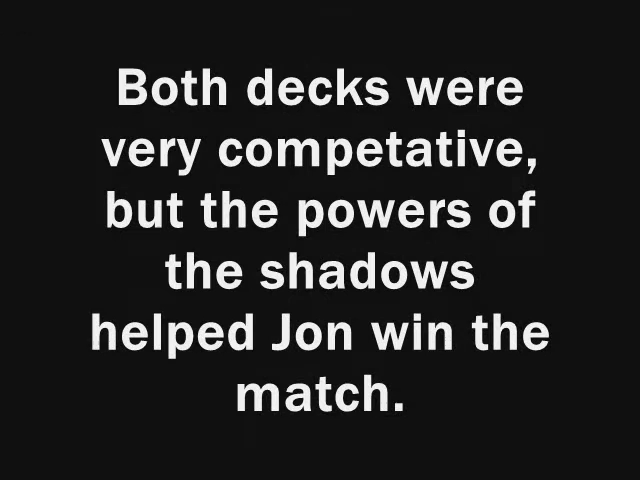 Both decks were
very competative,
but the powers of
the shadows
helped Jon win the
match.